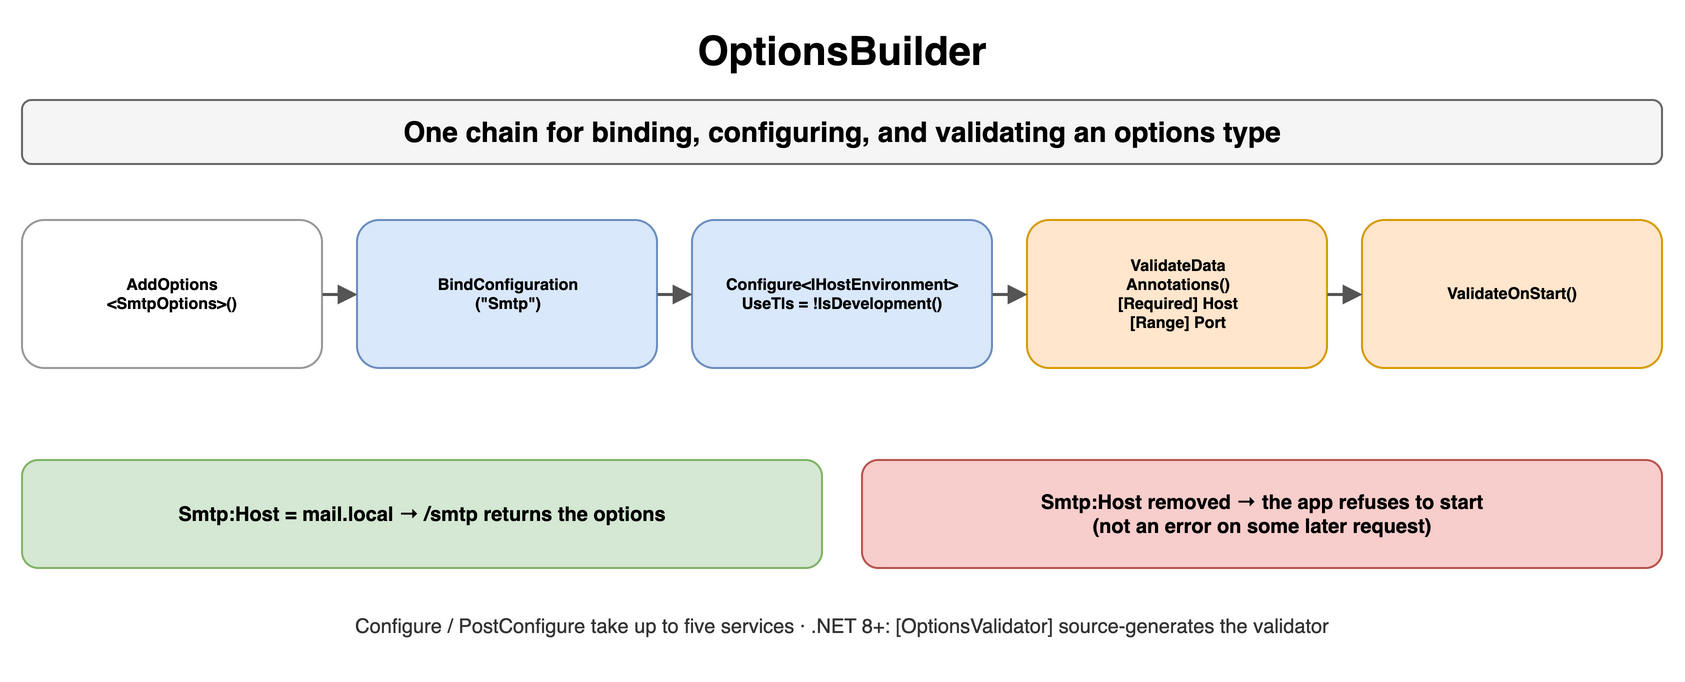 OptionsBuilder
One chain for binding, configuring, and validating an options type
AddOptions
<SmtpOptions>()
BindConfiguration
("Smtp")
Configure<IHostEnvironment>
UseTls = !IsDevelopment()
ValidateData
Annotations()
[Required] Host
[Range] Port
ValidateOnStart()
Smtp:Host = mail.local → /smtp returns the options
Smtp:Host removed → the app refuses to start
(not an error on some later request)
Configure / PostConfigure take up to five services · .NET 8+: [OptionsValidator] source-generates the validator